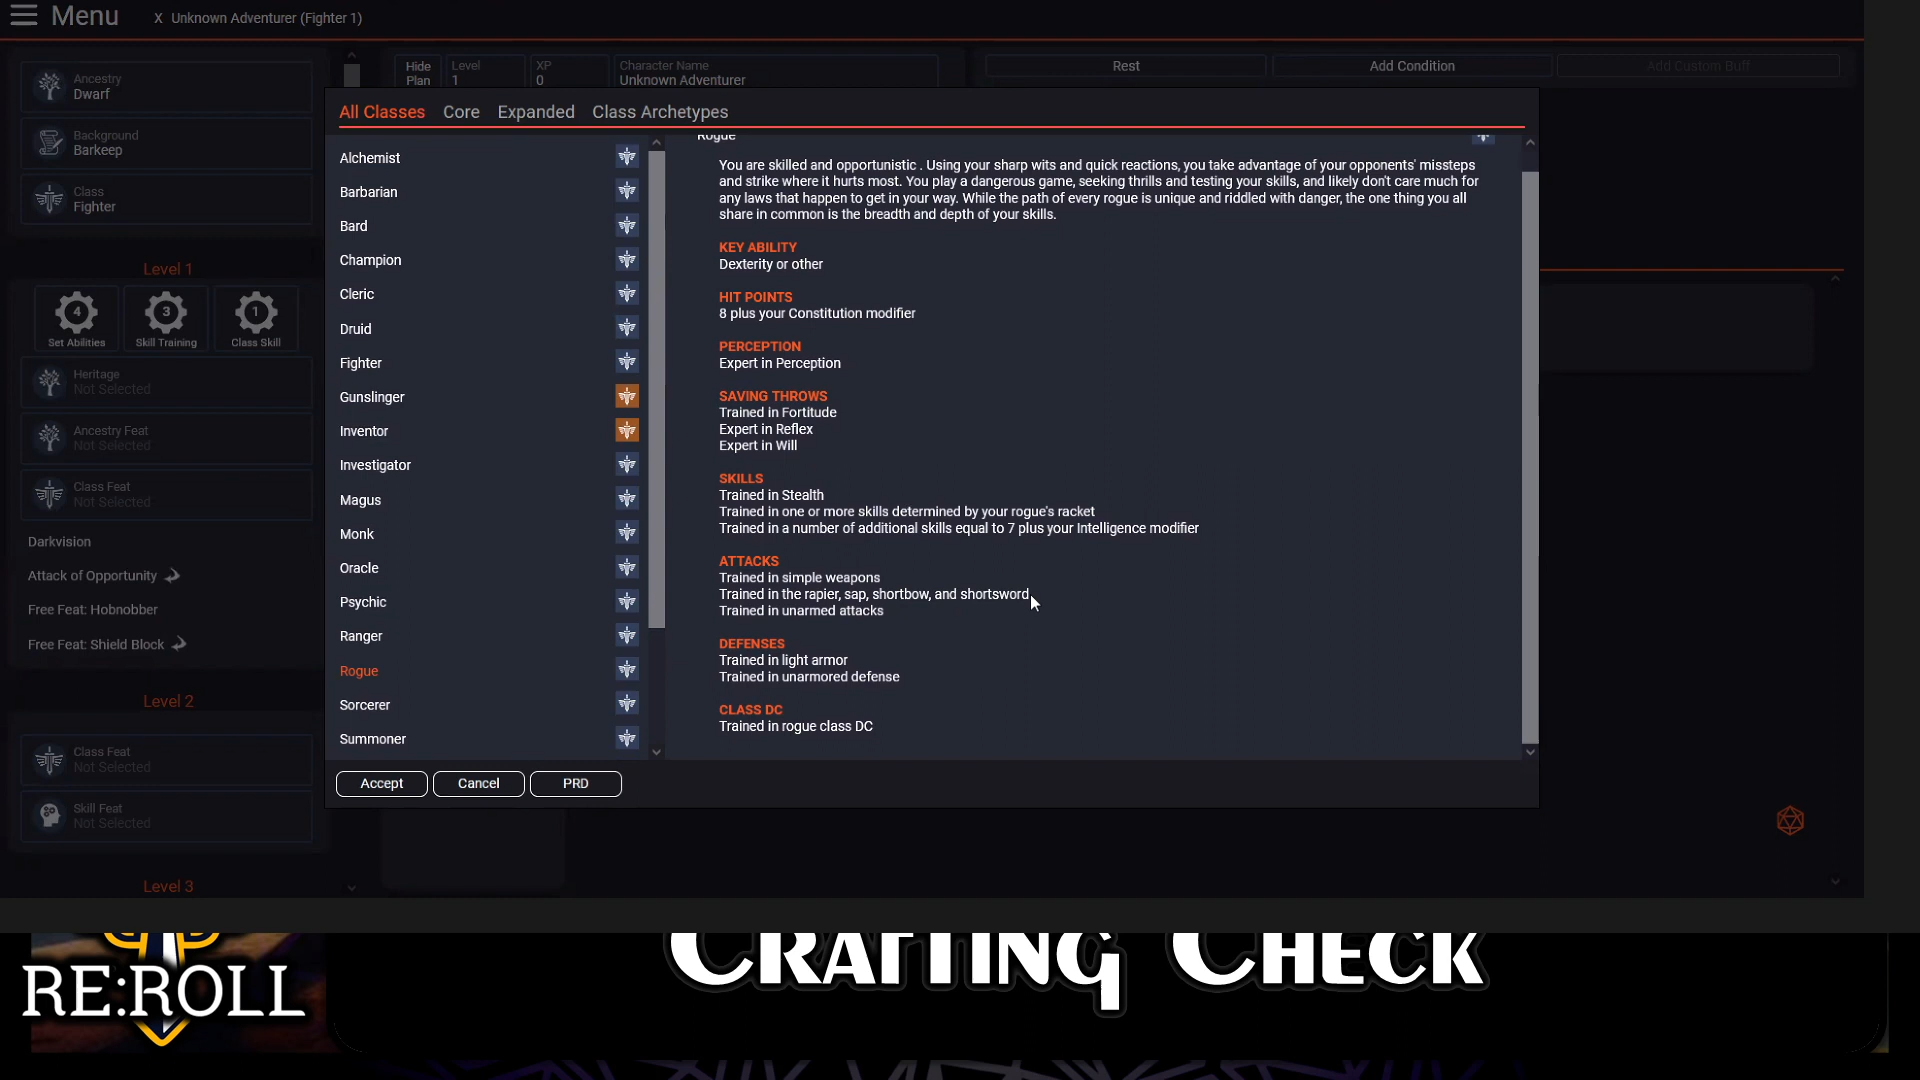 Menu
X Unknown Adventurer (Fighter 1)
Ancestry
Dwarf
Background
Barkeep
Class
Fighter
Level 1
4
Set Abilities
3
Skill Training
1
Class Skill
Heritage
Not Selected
Ancestry Feat
Not Selected
Class Feat
Not Selected
Darkvision
Attack of Opportunity
Free Feat: Hobnobber
Free Feat: Shield Block
Level 2
Class Feat
Not Selected
Skill Feat
Not Selected
Level 3
Hide
Plan
Level
1
XP
0
Character Name
Unknown Adventurer
Rest
Add Condition
Add Custom Buff
All Classes
Core
Expanded
Class Archetypes
Alchemist
Barbarian
Bard
Champion
Cleric
Druid
Fighter
Gunslinger
Inventor
Investigator
Magus
Monk
Oracle
Psychic
Ranger
Rogue
Sorcerer
Summoner
Rogue
You are skilled and opportunistic . Using your sharp wits and quick reactions, you take advantage of your opponents' missteps
and strike where it hurts most. You play a dangerous game, seeking thrills and testing your skills, and likely don't care much for
any laws that happen to get in your way. While the path of every rogue is unique and riddled with danger, the one thing you all
share in common is the breadth and depth of your skills.
KEY ABILITY
Dexterity or other
HIT POINTS
8 plus your Constitution modifier
PERCEPTION
Expert in Perception
SAVING THROWS
Trained in Fortitude
Expert in Reflex
Expert in Will
SKILLS
Trained in Stealth
Trained in one or more skills determined by your rogue's racket
Trained in a number of additional skills equal to 7 plus your Intelligence modifier
ATTACKS
Trained in simple weapons
Trained in the rapier, sap, shortbow, and shortsword
Trained in unarmed attacks
DEFENSES
Trained in light armor
Trained in unarmored defense
CLASS DC
Trained in rogue class DC
Accept
Cancel
PRD
RE:ROLL
CRAFTING CHECK